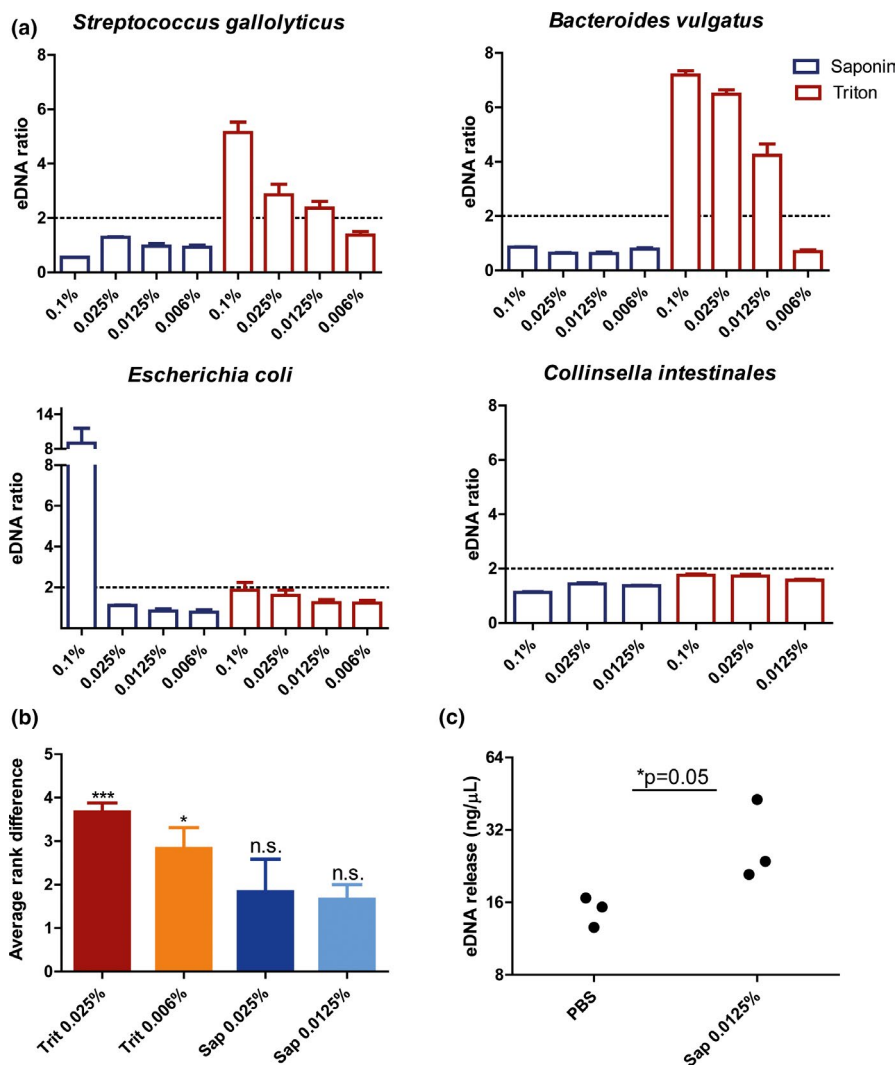 (a)
Streptococcus gallolyticus
eDNA ratio
8
6
4
2
0
0.1%
0.025%
0.0125%
0.006%
0.1%
0.025%
0.0125%
0.006%
Bacteroides vulgatus
eDNA ratio
8
6
4
2
0
0.1%
0.025%
0.0125%
0.006%
0.1%
0.025%
0.0125%
0.006%
Saponin
Triton
Escherichia coli
eDNA ratio
14
8
8
6
4
2
0.1%
0.025%
0.0125%
0.006%
0.1%
0.025%
0.0125%
0.006%
Collinsella intestinales
eDNA ratio
8
6
4
2
0
0.1%
0.025%
0.0125%
0.1%
0.025%
0.0125%
(b)
Average rank difference
5
4
3
2
1
0
***
*
n.s.
n.s.
Trit 0.025%
Trit 0.006%
Sap 0.025%
Sap 0.0125%
(c)
eDNA release (ng/μL)
64
32
16
8
*p=0.05
PBS
Sap 0.0125%